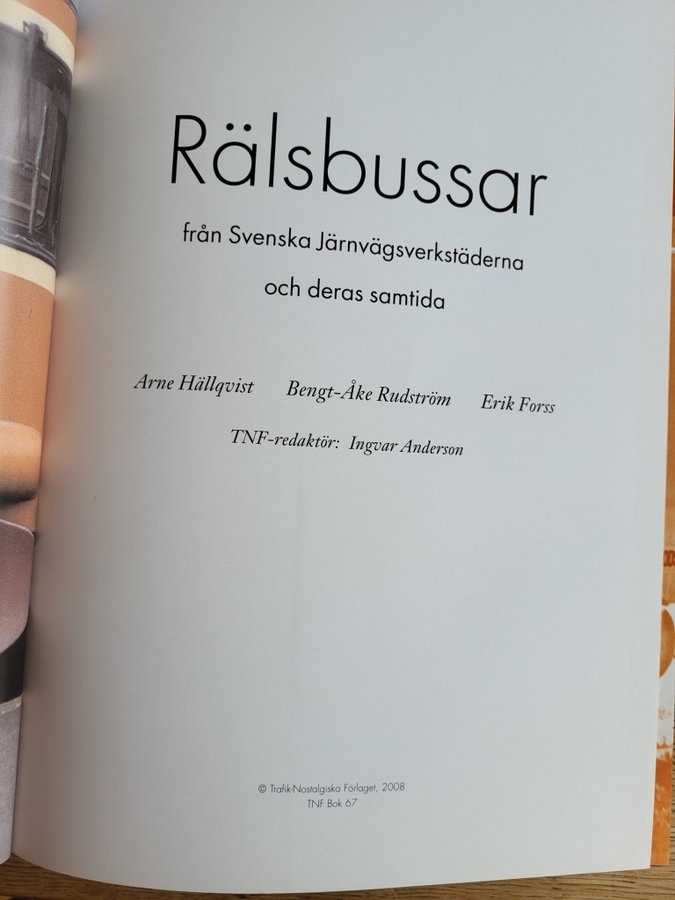 Rälsbussar
från Svenska Järnvägsverkstäderna
och deras samtida
Arne Hällqvist Bengt-Åke Rudström Erik Forss
TNF-redaktör: Ingvar Anderson
© Trafik-Nostalgiska Förlaget, 2008
TNF Bok 67